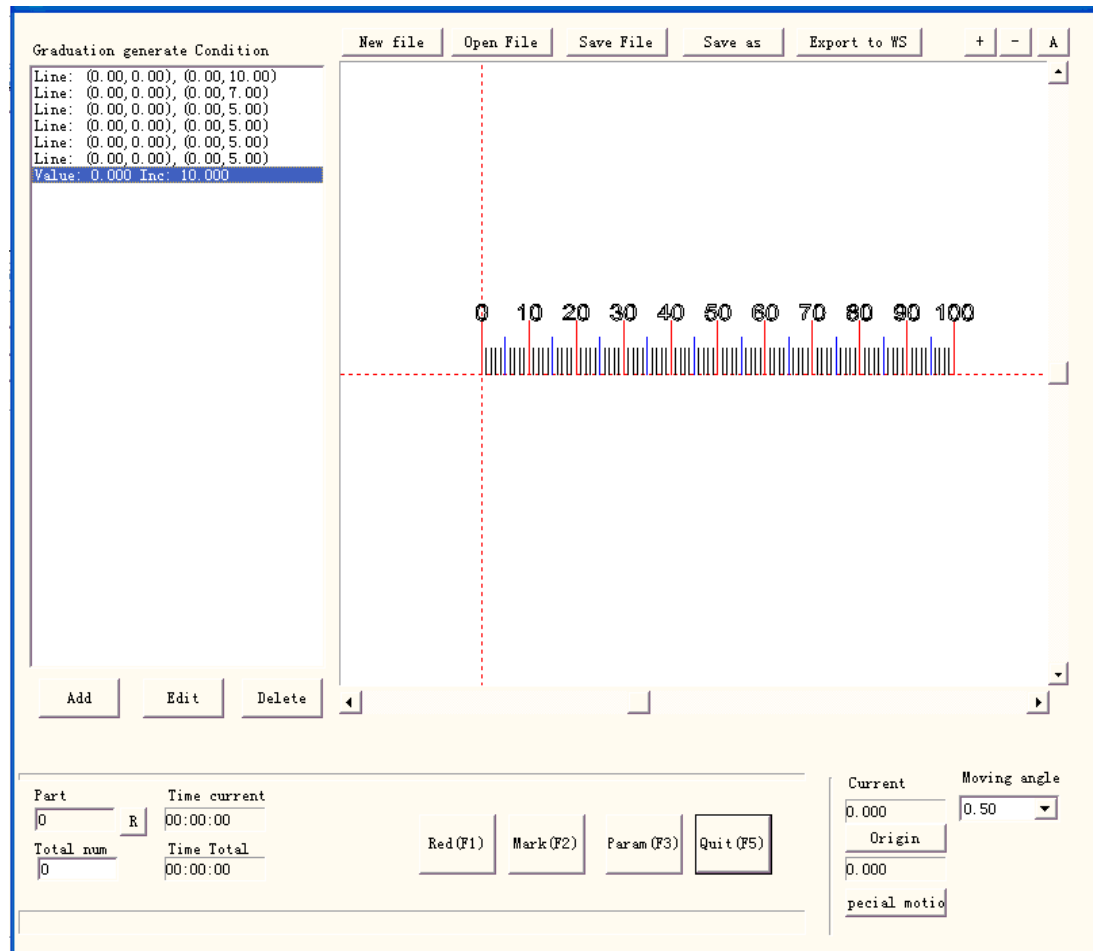 Graduation generate Condition
New file Open File Save File Save as Export to WS + - A
Line: (0.00,0.00), (0.00,10.00)
Line: (0.00,0.00), (0.00,7.00)
Line: (0.00,0.00), (0.00,5.00)
Line: (0.00,0.00), (0.00,5.00)
Line: (0.00,0.00), (0.00,5.00)
Line: (0.00,0.00), (0.00,5.00)
Value: 0.000 Inc: 10.000
0 10 20 30 40 50 60 70 80 90 100
Add Edit Delete
Part Time current
0 R 00:00:00
Total num Time Total
0 00:00:00
Red(F1) Mark(F2) Param(F3) Quit(F5)
Current Moving angle
0.000 0.50
Origin
0.000
pecial motio